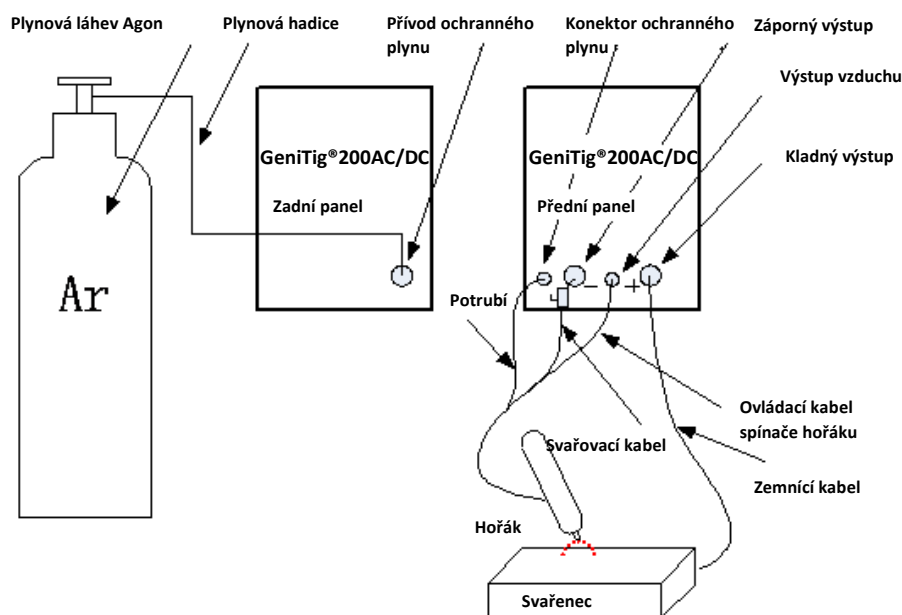 Plynová láhev Agon
Plynová hadice
Přívod ochranného
plynu
Konektor ochranného
plynu
Záporný výstup
Výstup vzduchu
Kladný výstup
GeniTig®200AC/DC
Zadní panel
GeniTig®200AC/DC
Přední panel
Ar
- +
Potrubí
Ovládací kabel
spínače hořáku
Svařovací kabel
Zemnící kabel
Hořák
Svařenec